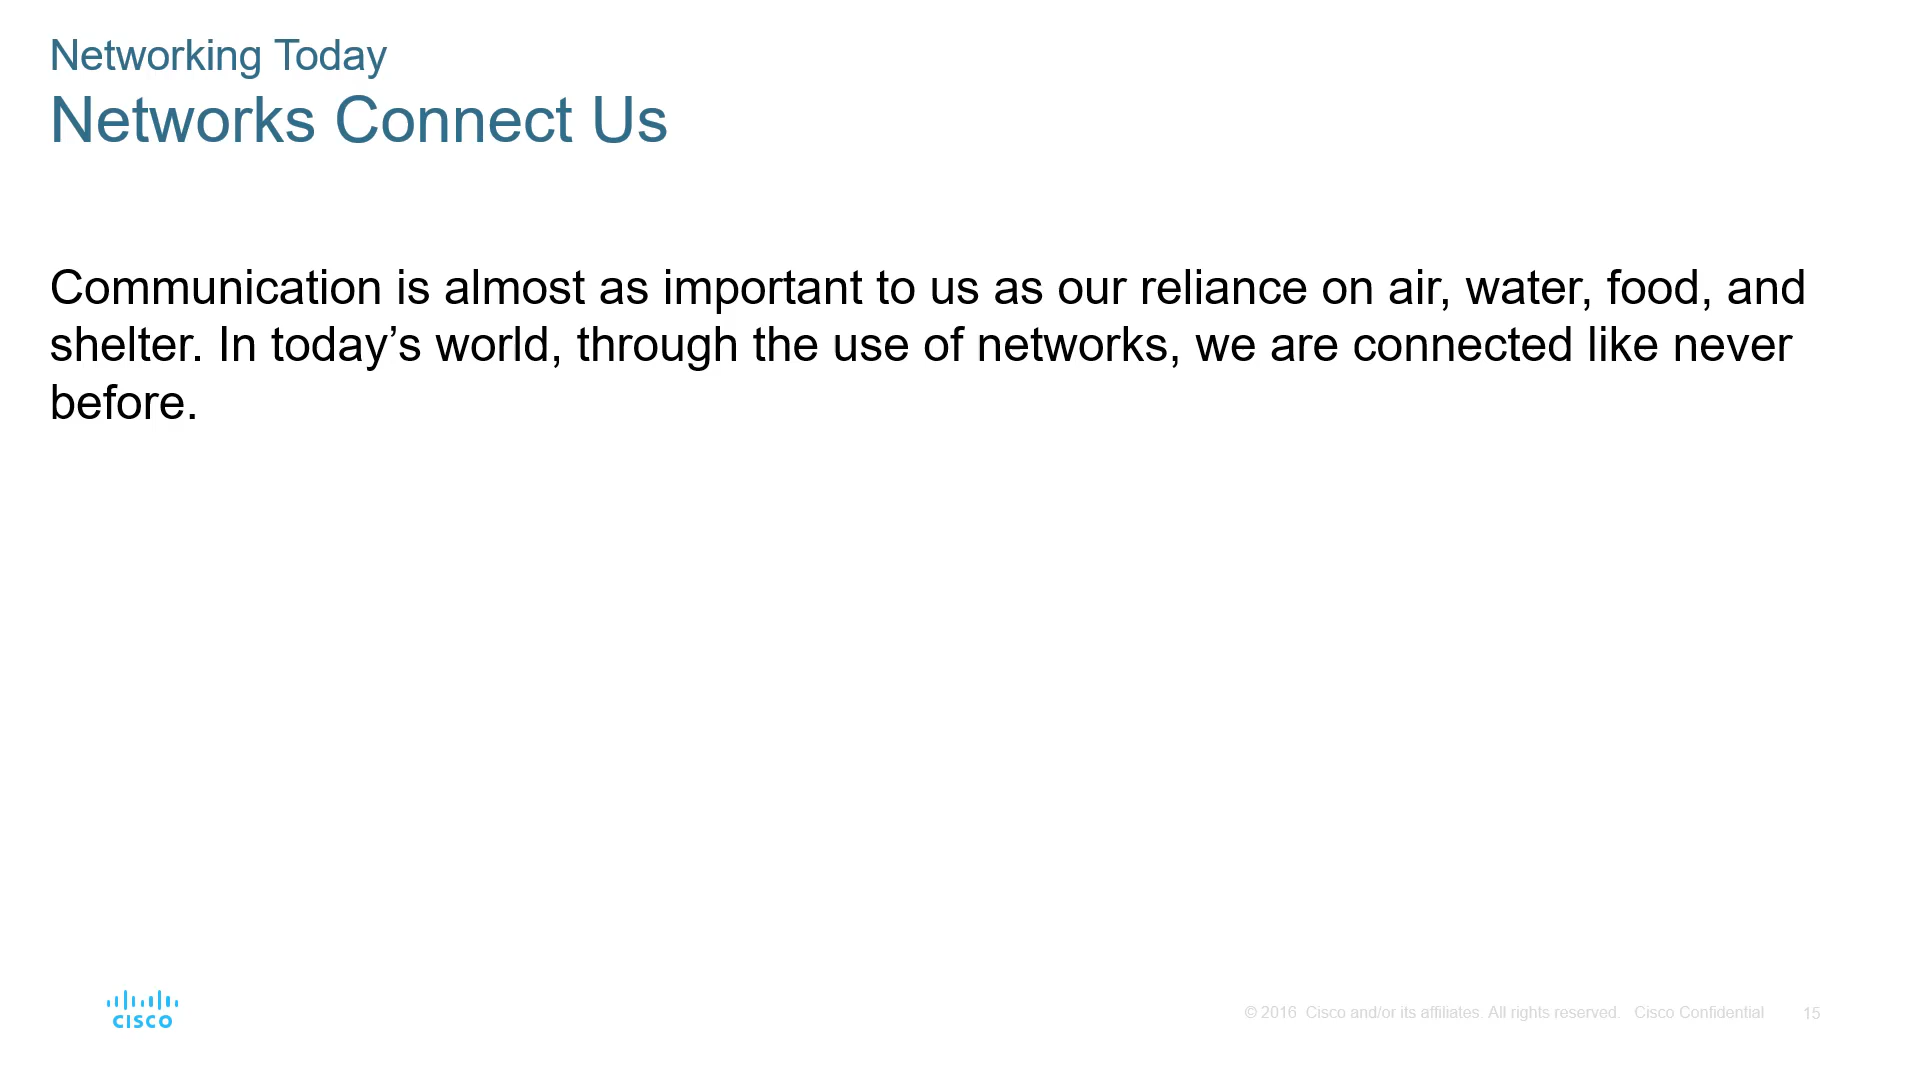 Networking Today
Networks Connect Us
Communication is almost as important to us as our reliance on air, water, food, and
shelter. In today’s world, through the use of networks, we are connected like never
before.
CISCO
© 2016 Cisco and/or its affiliates. All rights reserved. Cisco Confidential 15